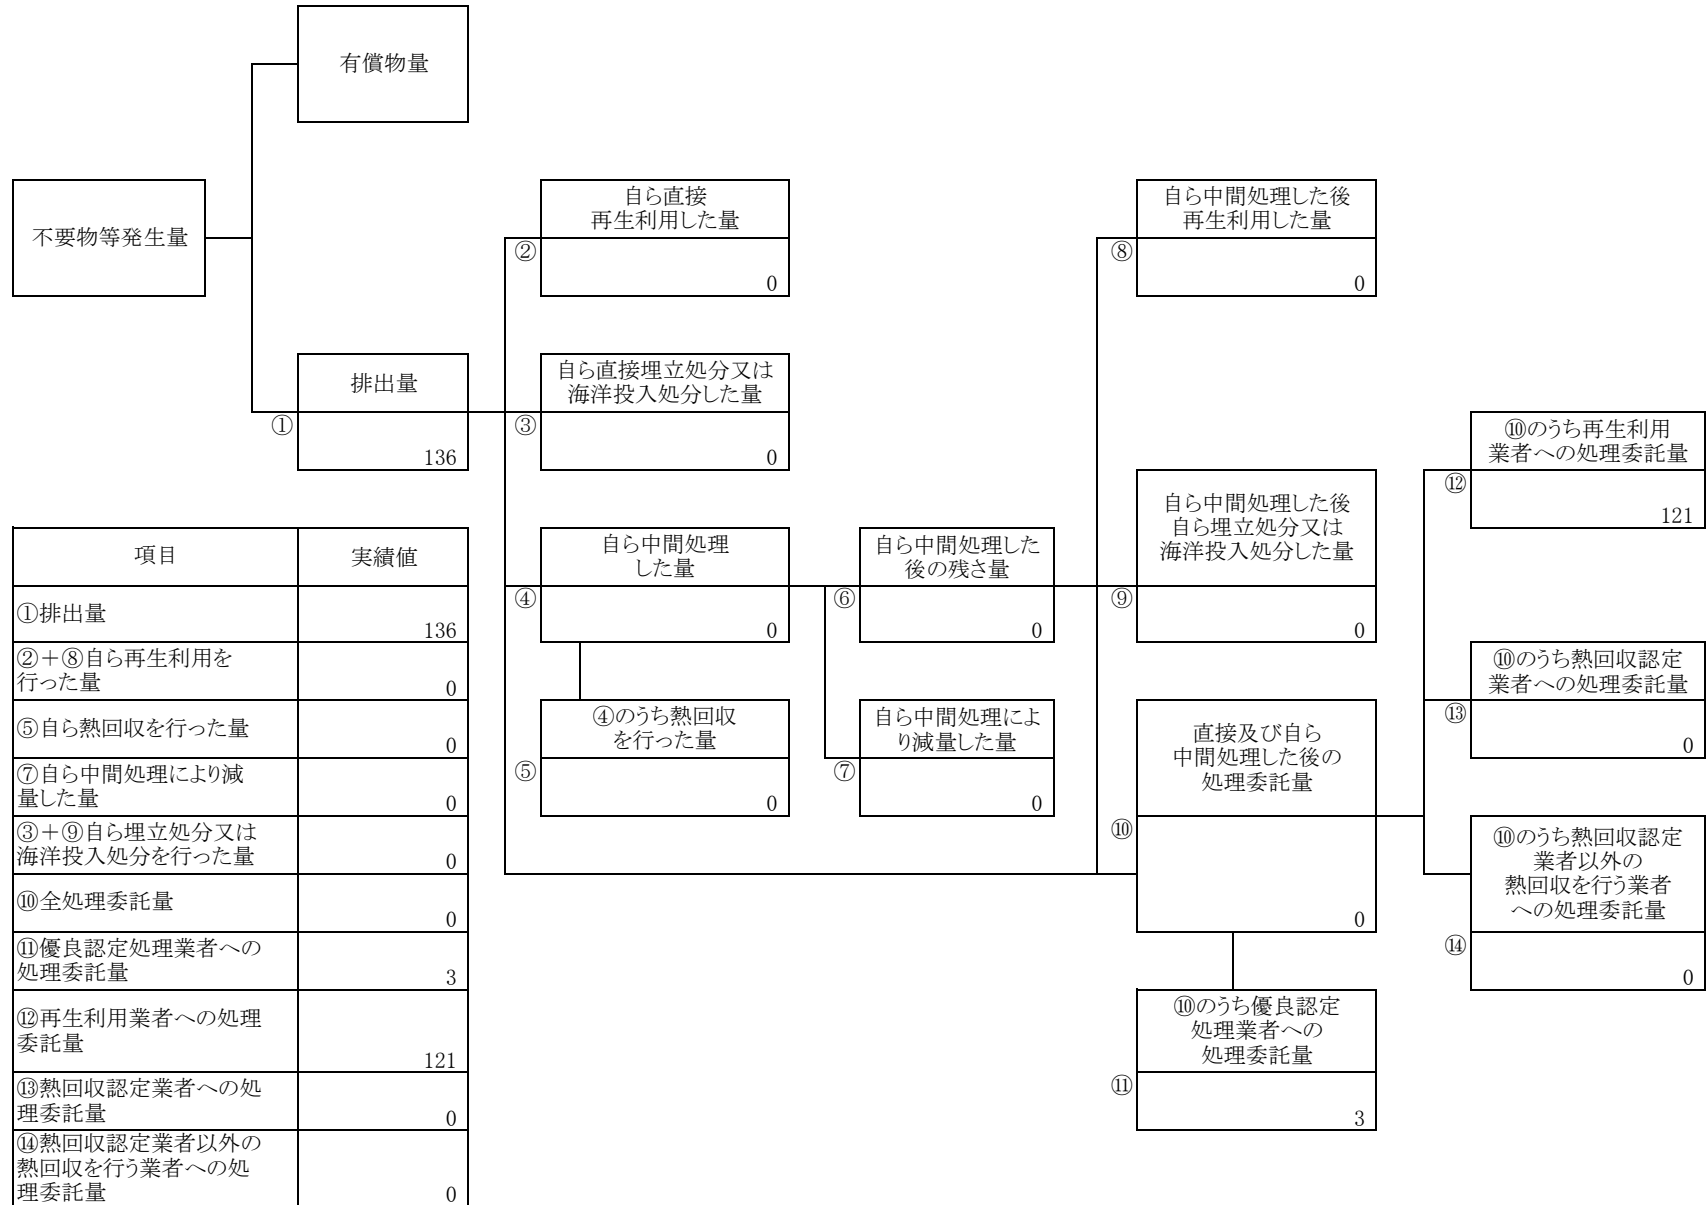 有償物量
不要物等発生量
自ら直接
再生利用した量
②
0
自ら中間処理した後
再生利用した量
⑧
0
排出量
①
136
自ら直接埋立処分又は
海洋投入処分した量
③
0
⑩のうち再生利用
業者への処理委託量
⑫
121
自ら中間処理
した量
④
0
自ら中間処理した
後の残さ量
⑥
0
自ら中間処理した後
自ら埋立処分又は
海洋投入処分した量
⑨
0
⑩のうち熱回収認定
業者への処理委託量
⑬
0
④のうち熱回収
を行った量
⑤
0
自ら中間処理によ
り減量した量
⑦
0
直接及び自ら
中間処理した後の
処理委託量
⑩
0
⑩のうち熱回収認定
業者以外の
熱回収を行う業者
への処理委託量
⑭
0
⑩のうち優良認定
処理業者への
処理委託量
⑪
3
項目 実績値
①排出量
136
②＋⑧自ら再生利用を
行った量
0
⑤自ら熱回収を行った量
0
⑦自ら中間処理により減
量した量
0
③＋⑨自ら埋立処分又は
海洋投入処分を行った量
0
⑩全処理委託量
0
⑪優良認定処理業者への
処理委託量
3
⑫再生利用業者への処理
委託量
121
⑬熱回収認定業者への処
理委託量
0
⑭熱回収認定業者以外の
熱回収を行う業者への処
理委託量
0